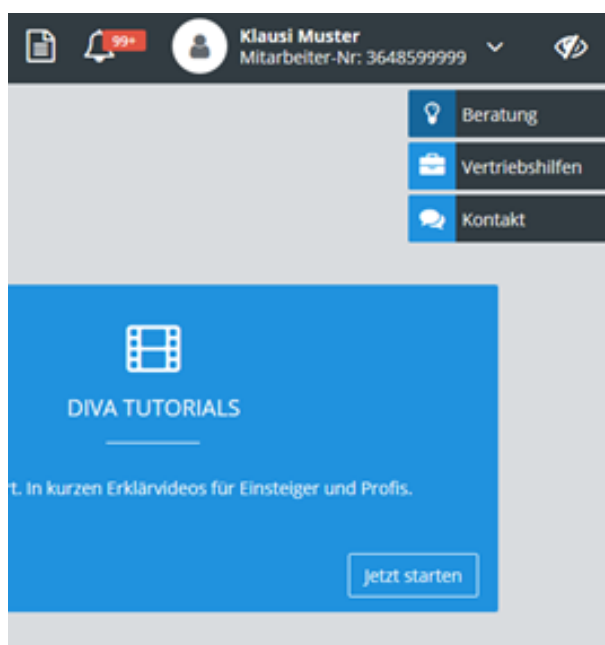 99+
Klausi Muster
Mitarbeiter-Nr: 3648599999
Beratung
Vertriebshilfen
Kontakt
DIVA TUTORIALS
t. In kurzen Erklärvideos für Einsteiger und Profis.
Jetzt starten